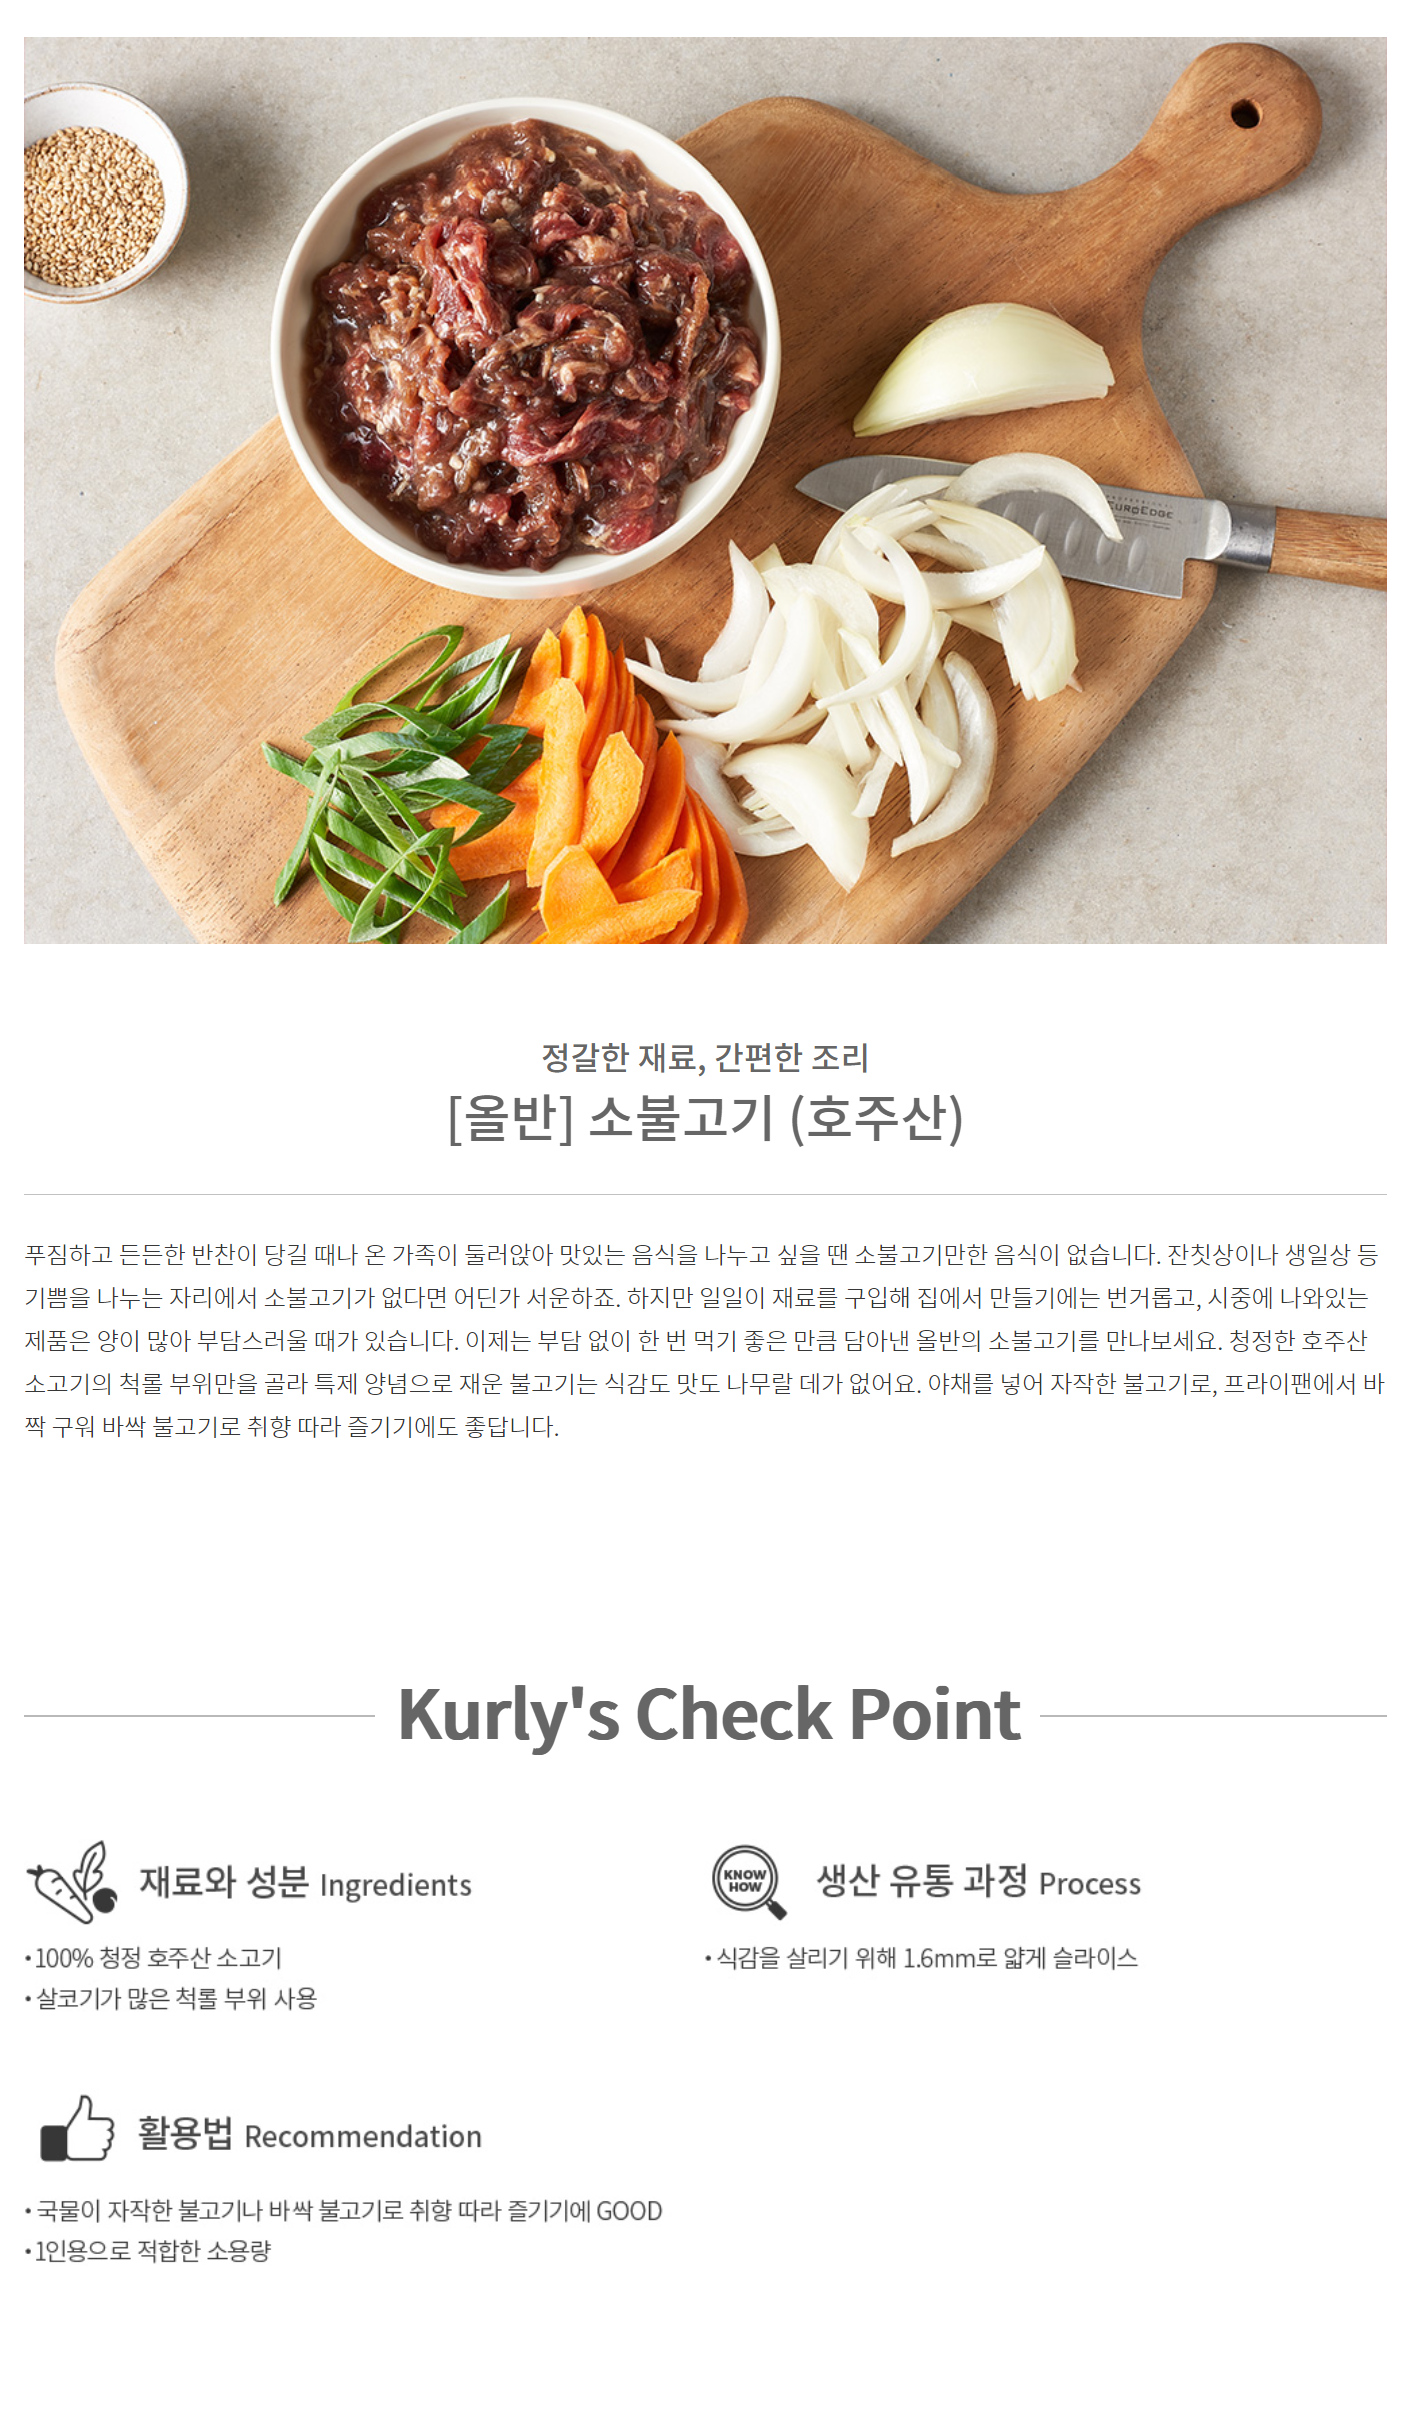 EUROEDGE
정갈한 재료, 간편한 조리
[올반] 소불고기 (호주산)
푸짐하고 든든한 반찬이 당길 때나 온 가족이 둘러앉아 맛있는 음식을 나누고 싶을 땐 소불고기만한 음식이 없습니다. 잔칫상이나 생일상 등
기쁨을 나누는 자리에서 소불고기가 없다면 어딘가 서운하죠. 하지만 일일이 재료를 구입해 집에서 만들기에는 번거롭고, 시중에 나와있는
제품은 양이 많아 부담스러울 때가 있습니다. 이제는 부담 없이 한 번 먹기 좋은 만큼 담아낸 올반의 소불고기를 만나보세요. 청정한 호주산
소고기의 척롤 부위만을 골라 특제 양념으로 재운 불고기는 식감도 맛도 나무랄 데가 없어요. 야채를 넣어 자작한 불고기로, 프라이팬에서 바
짝 구워 바싹 불고기로 취향 따라 즐기기에도 좋답니다.
Kurly's Check Point
재료와 성분 Ingredients
• 100% 청정 호주산 소고기
• 살코기가 많은 척롤 부위 사용
KNOW
HOW
생산 유통 과정 Process
• 식감을 살리기 위해 1.6mm로 얇게 슬라이스
활용법 Recommendation
• 국물이 자작한 불고기나 바싹 불고기로 취향 따라 즐기기에 GOOD
• 1인용으로 적합한 소용량